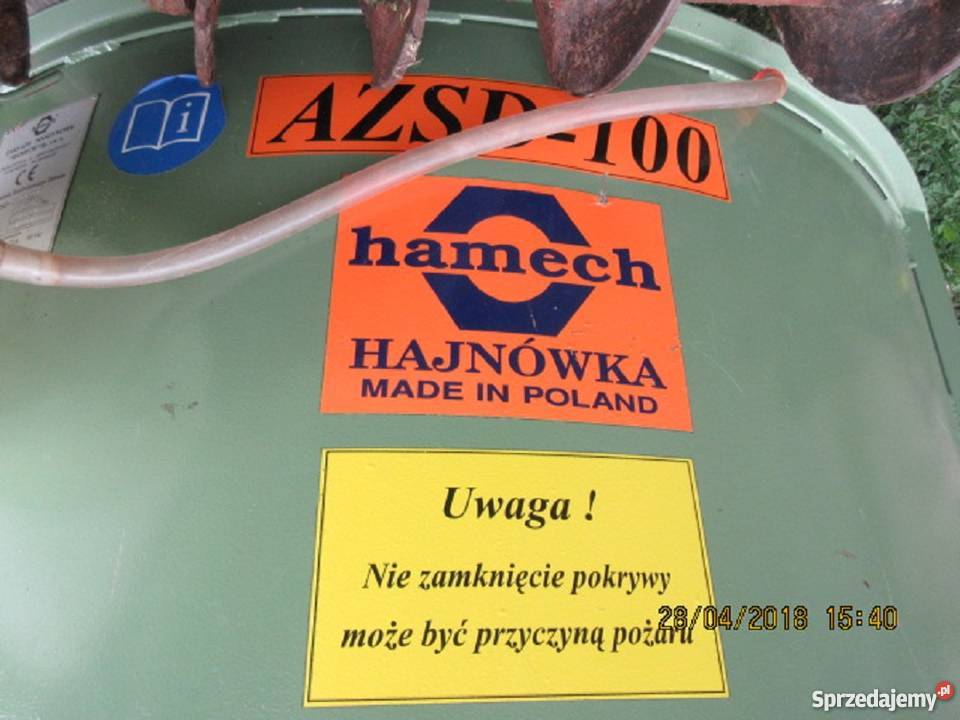 AZSD-100
i
hamech
HAJNÓWKA
MADE IN POLAND
CE
Uwaga !
Nie zamknięcie pokrywy
może być przyczyną pożaru
28/04/2018 15:40
Sprzedajemy.pl